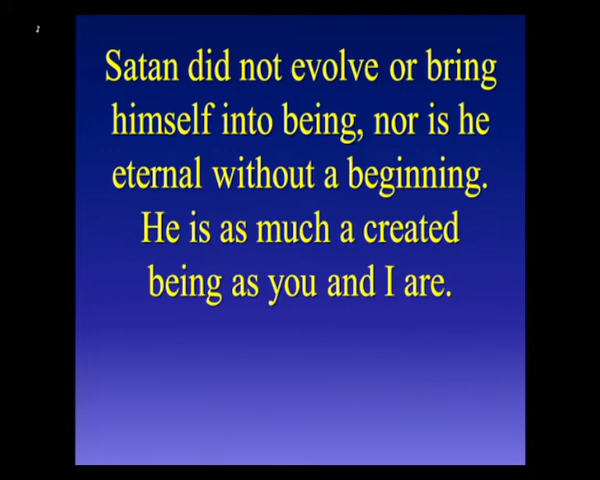 Satan did not evolve or bring
himself into being, nor is he
eternal without a beginning.
He is as much a created
being as you and I are.